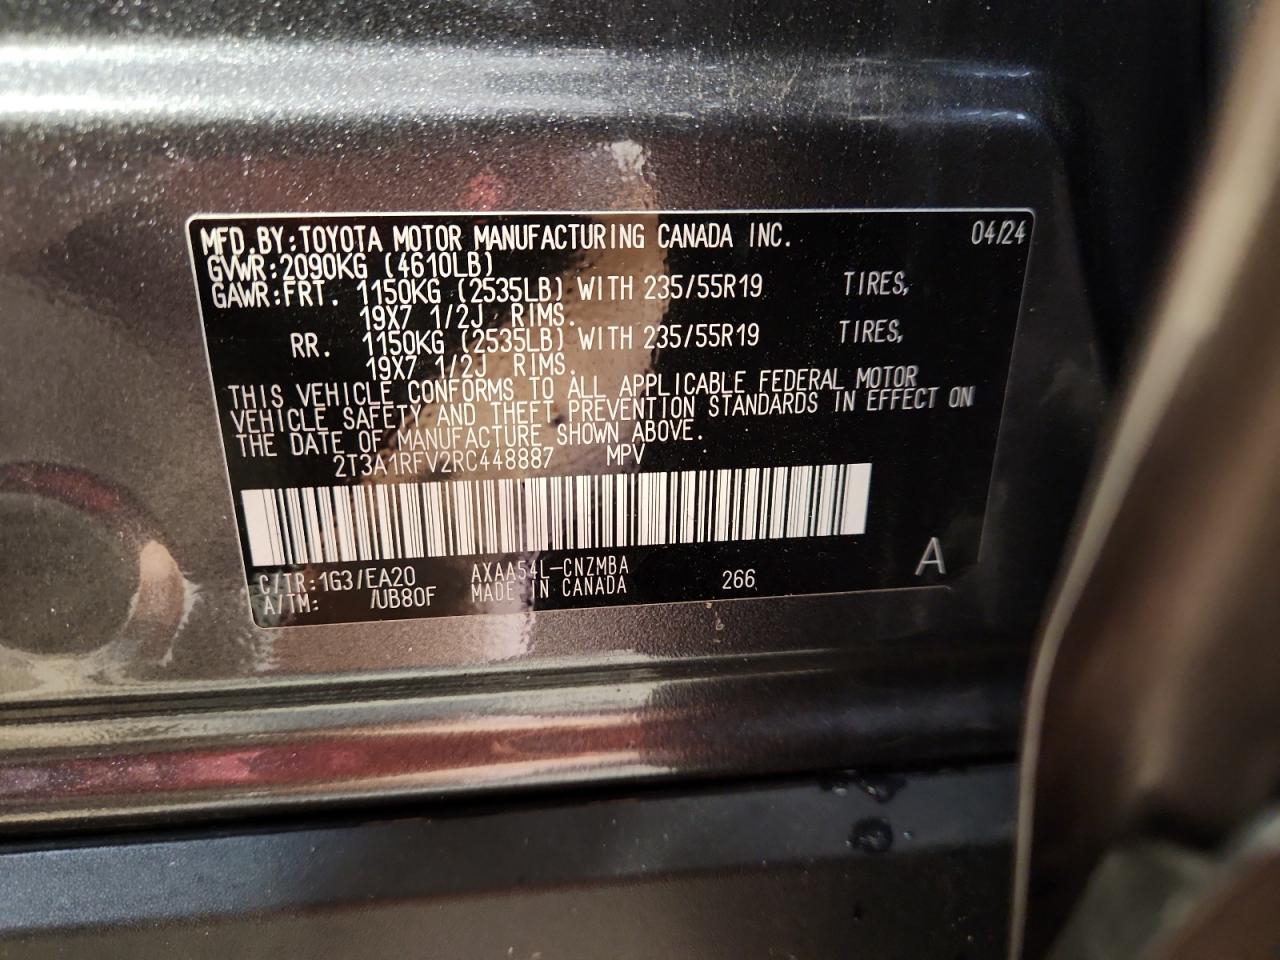 MFD.BY:TOYOTA MOTOR MANUFACTURING CANADA INC. 04/24
GVWR:2090KG (4610LB)
GAWR:FRT. 1150KG (2535LB) WITH 235/55R19 TIRES,
19X7 1/2J RIMS.
RR. 1150KG (2535LB) WITH 235/55R19 TIRES,
19X7 1/2J RIMS.
THIS VEHICLE CONFORMS TO ALL APPLICABLE FEDERAL MOTOR
VEHICLE SAFETY AND THEFT PREVENTION STANDARDS IN EFFECT ON
THE DATE OF MANUFACTURE SHOWN ABOVE.
2T3A1RFV2RC448887 MPV
C/TR:1G3/EA20 AXAA54L-CNZMBA 266 A
A/TM: /UB80F MADE IN CANADA